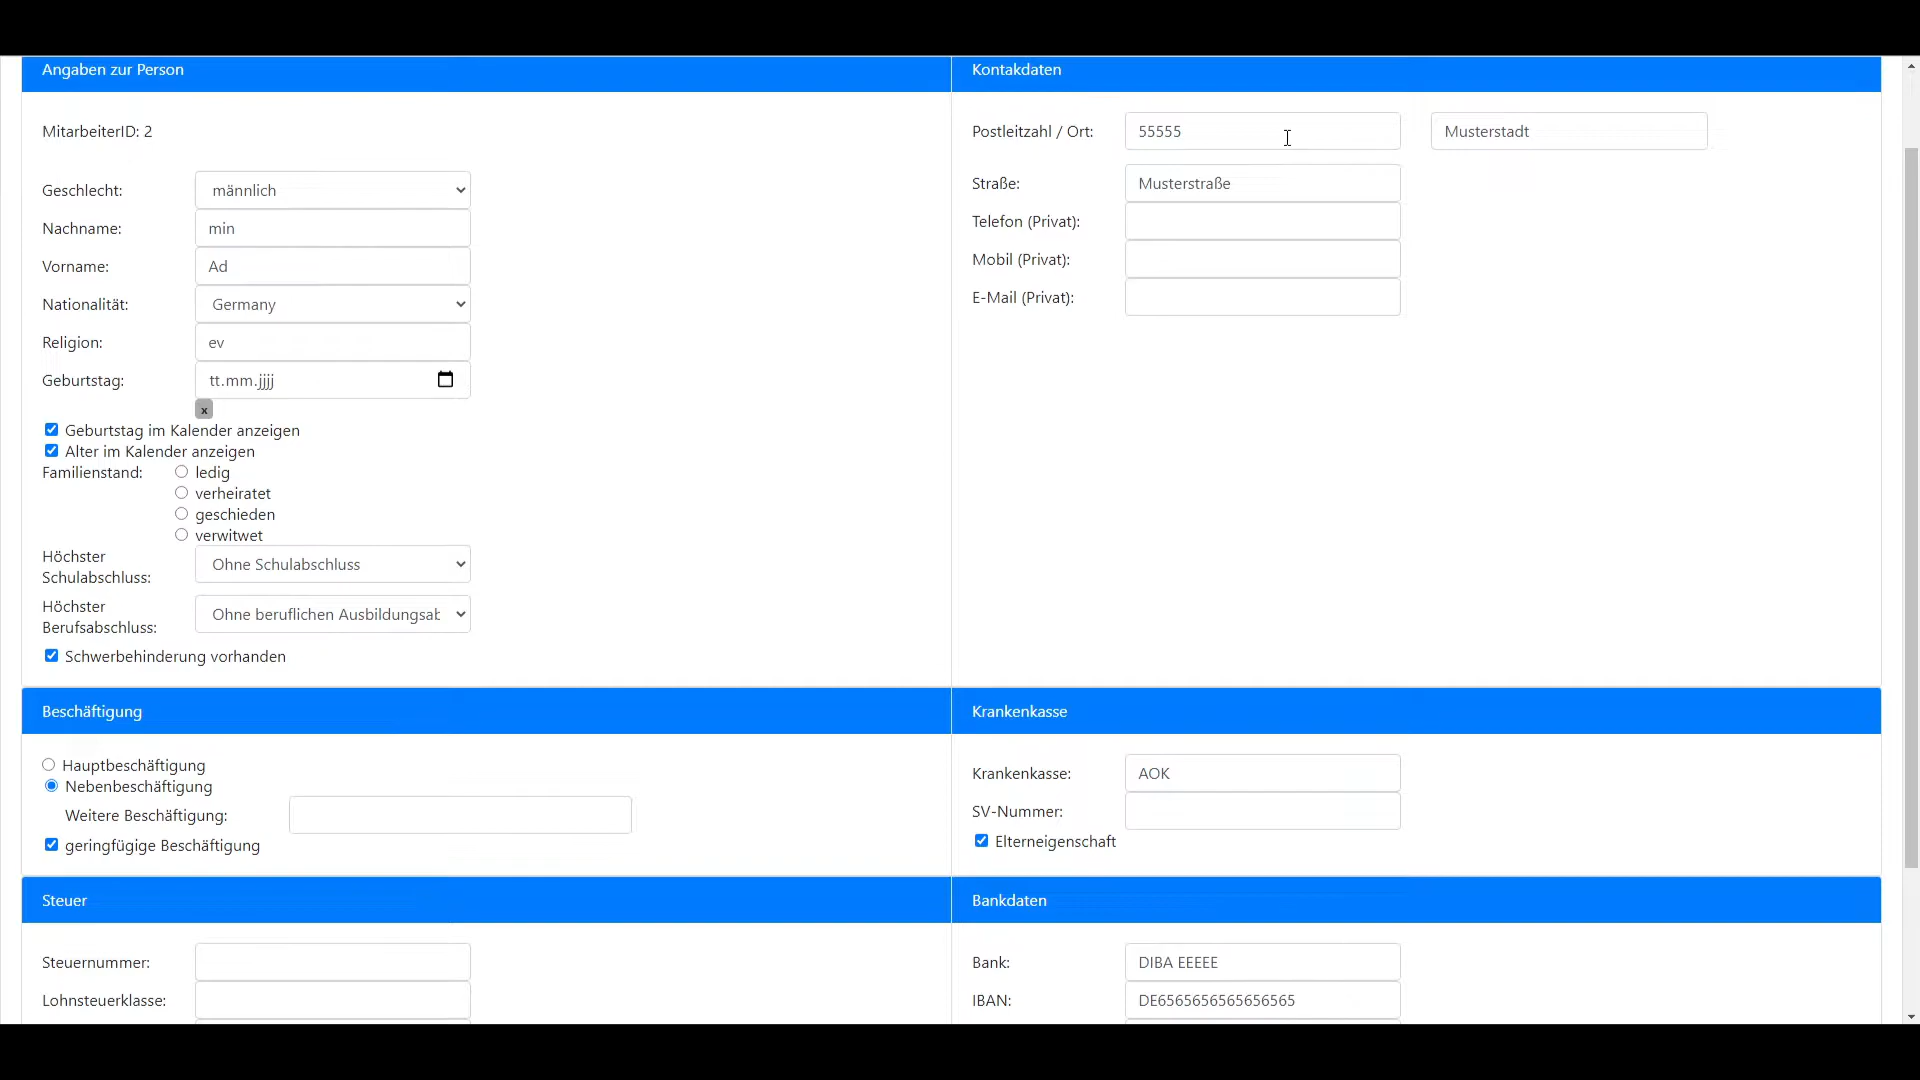 Angaben zur Person
MitarbeiterID: 2
Geschlecht: männlich
Nachname: min
Vorname: Ad
Nationalität: Germany
Religion: ev
Geburtstag: tt.mm.jjjj
x
Geburtstag im Kalender anzeigen
Alter im Kalender anzeigen
Familienstand: ledig
verheiratet
geschieden
verwitwet
Höchster
Schulabschluss: Ohne Schulabschluss
Höchster
Berufsabschluss: Ohne beruflichen Ausbildungsab
Schwerbehinderung vorhanden
Kontakdaten
Postleitzahl / Ort: 55555 Musterstadt
Straße: Musterstraße
Telefon (Privat):
Mobil (Privat):
E-Mail (Privat):
Beschäftigung
Hauptbeschäftigung
Nebenbeschäftigung
Weitere Beschäftigung:
geringfügige Beschäftigung
Krankenkasse
Krankenkasse: AOK
SV-Nummer:
Elterneigenschaft
Steuer
Steuernummer:
Lohnsteuerklasse:
Bankdaten
Bank: DIBA EEEEE
IBAN: DE6565656565656565